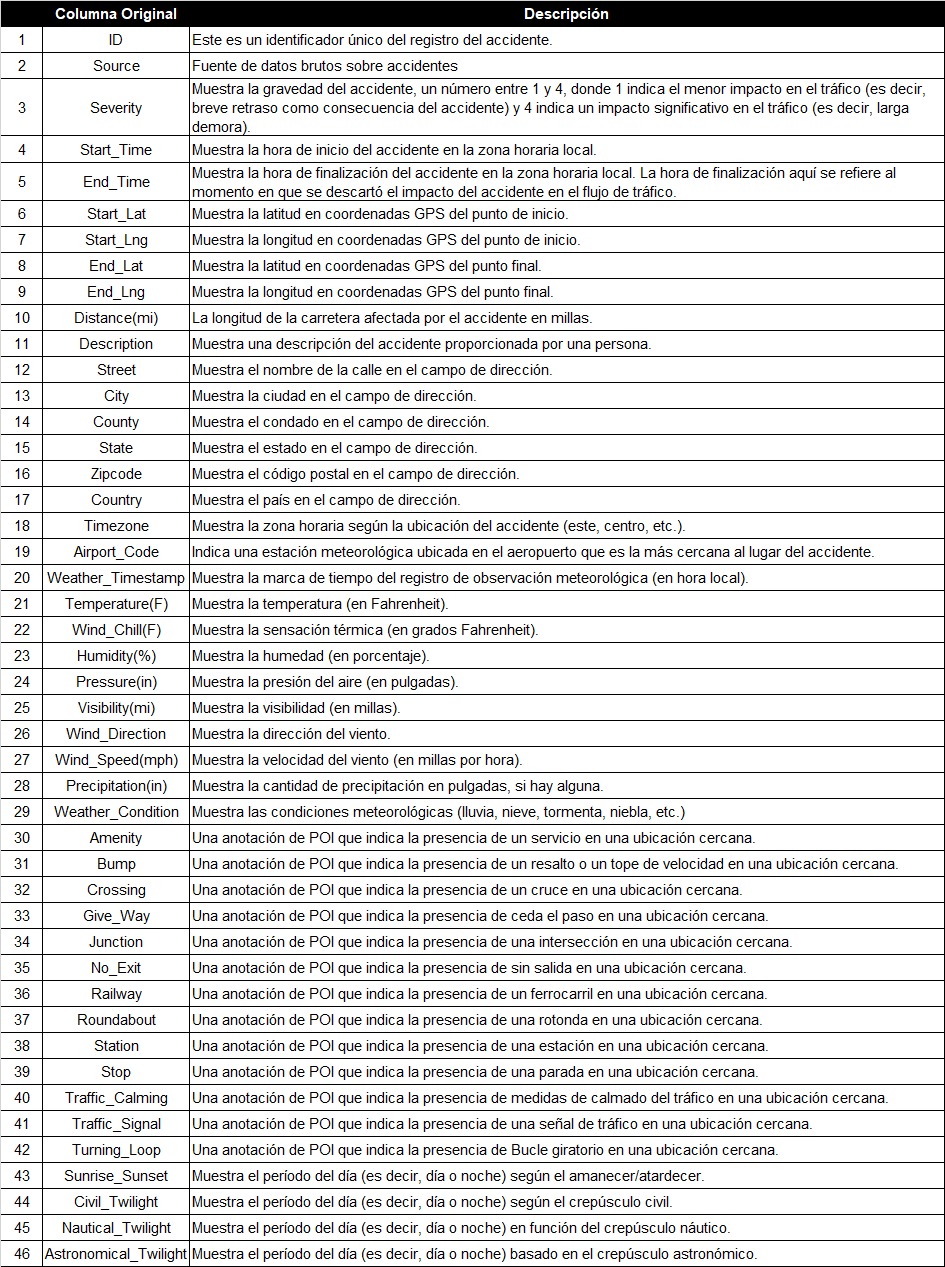 Columna Original Descripción
1 ID Este es un identificador único del registro del accidente.
2 Source Fuente de datos brutos sobre accidentes
3 Severity Muestra la gravedad del accidente, un número entre 1 y 4, donde 1 indica el menor impacto en el tráfico (es decir,
breve retraso como consecuencia del accidente) y 4 indica un impacto significativo en el tráfico (es decir, larga
demora).
4 Start_Time Muestra la hora de inicio del accidente en la zona horaria local.
5 End_Time Muestra la hora de finalización del accidente en la zona horaria local. La hora de finalización aquí se refiere al
momento en que se descartó el impacto del accidente en el flujo de tráfico.
6 Start_Lat Muestra la latitud en coordenadas GPS del punto de inicio.
7 Start_Lng Muestra la longitud en coordenadas GPS del punto de inicio.
8 End_Lat Muestra la latitud en coordenadas GPS del punto final.
9 End_Lng Muestra la longitud en coordenadas GPS del punto final.
10 Distance(mi) La longitud de la carretera afectada por el accidente en millas.
11 Description Muestra una descripción del accidente proporcionada por una persona.
12 Street Muestra el nombre de la calle en el campo de dirección.
13 City Muestra la ciudad en el campo de dirección.
14 County Muestra el condado en el campo de dirección.
15 State Muestra el estado en el campo de dirección.
16 Zipcode Muestra el código postal en el campo de dirección.
17 Country Muestra el país en el campo de dirección.
18 Timezone Muestra la zona horaria según la ubicación del accidente (este, centro, etc.).
19 Airport_Code Indica una estación meteorológica ubicada en el aeropuerto que es la más cercana al lugar del accidente.
20 Weather_Timestamp Muestra la marca de tiempo del registro de observación meteorológica (en hora local).
21 Temperature(F) Muestra la temperatura (en Fahrenheit).
22 Wind_Chill(F) Muestra la sensación térmica (en grados Fahrenheit).
23 Humidity(%) Muestra la humedad (en porcentaje).
24 Pressure(in) Muestra la presión del aire (en pulgadas).
25 Visibility(mi) Muestra la visibilidad (en millas).
26 Wind_Direction Muestra la dirección del viento.
27 Wind_Speed(mph) Muestra la velocidad del viento (en millas por hora).
28 Precipitation(in) Muestra la cantidad de precipitación en pulgadas, si hay alguna.
29 Weather_Condition Muestra las condiciones meteorológicas (lluvia, nieve, tormenta, niebla, etc.)
30 Amenity Una anotación de POI que indica la presencia de un servicio en una ubicación cercana.
31 Bump Una anotación de POI que indica la presencia de un resalto o un tope de velocidad en una ubicación cercana.
32 Crossing Una anotación de POI que indica la presencia de un cruce en una ubicación cercana.
33 Give_Way Una anotación de POI que indica la presencia de ceda el paso en una ubicación cercana.
34 Junction Una anotación de POI que indica la presencia de una intersección en una ubicación cercana.
35 No_Exit Una anotación de POI que indica la presencia de sin salida en una ubicación cercana.
36 Railway Una anotación de POI que indica la presencia de un ferrocarril en una ubicación cercana.
37 Roundabout Una anotación de POI que indica la presencia de una rotonda en una ubicación cercana.
38 Station Una anotación de POI que indica la presencia de una estación en una ubicación cercana.
39 Stop Una anotación de POI que indica la presencia de una parada en una ubicación cercana.
40 Traffic_Calming Una anotación de POI que indica la presencia de medidas de calmado del tráfico en una ubicación cercana.
41 Traffic_Signal Una anotación de POI que indica la presencia de una señal de tráfico en una ubicación cercana.
42 Turning_Loop Una anotación de POI que indica la presencia de Bucle giratorio en una ubicación cercana.
43 Sunrise_Sunset Muestra el período del día (es decir, día o noche) según el amanecer/atardecer.
44 Civil_Twilight Muestra el período del día (es decir, día o noche) según el crepúsculo civil.
45 Nautical_Twilight Muestra el período del día (es decir, día o noche) en función del crepúsculo náutico.
46 Astronomical_Twilight Muestra el período del día (es decir, día o noche) basado en el crepúsculo astronómico.